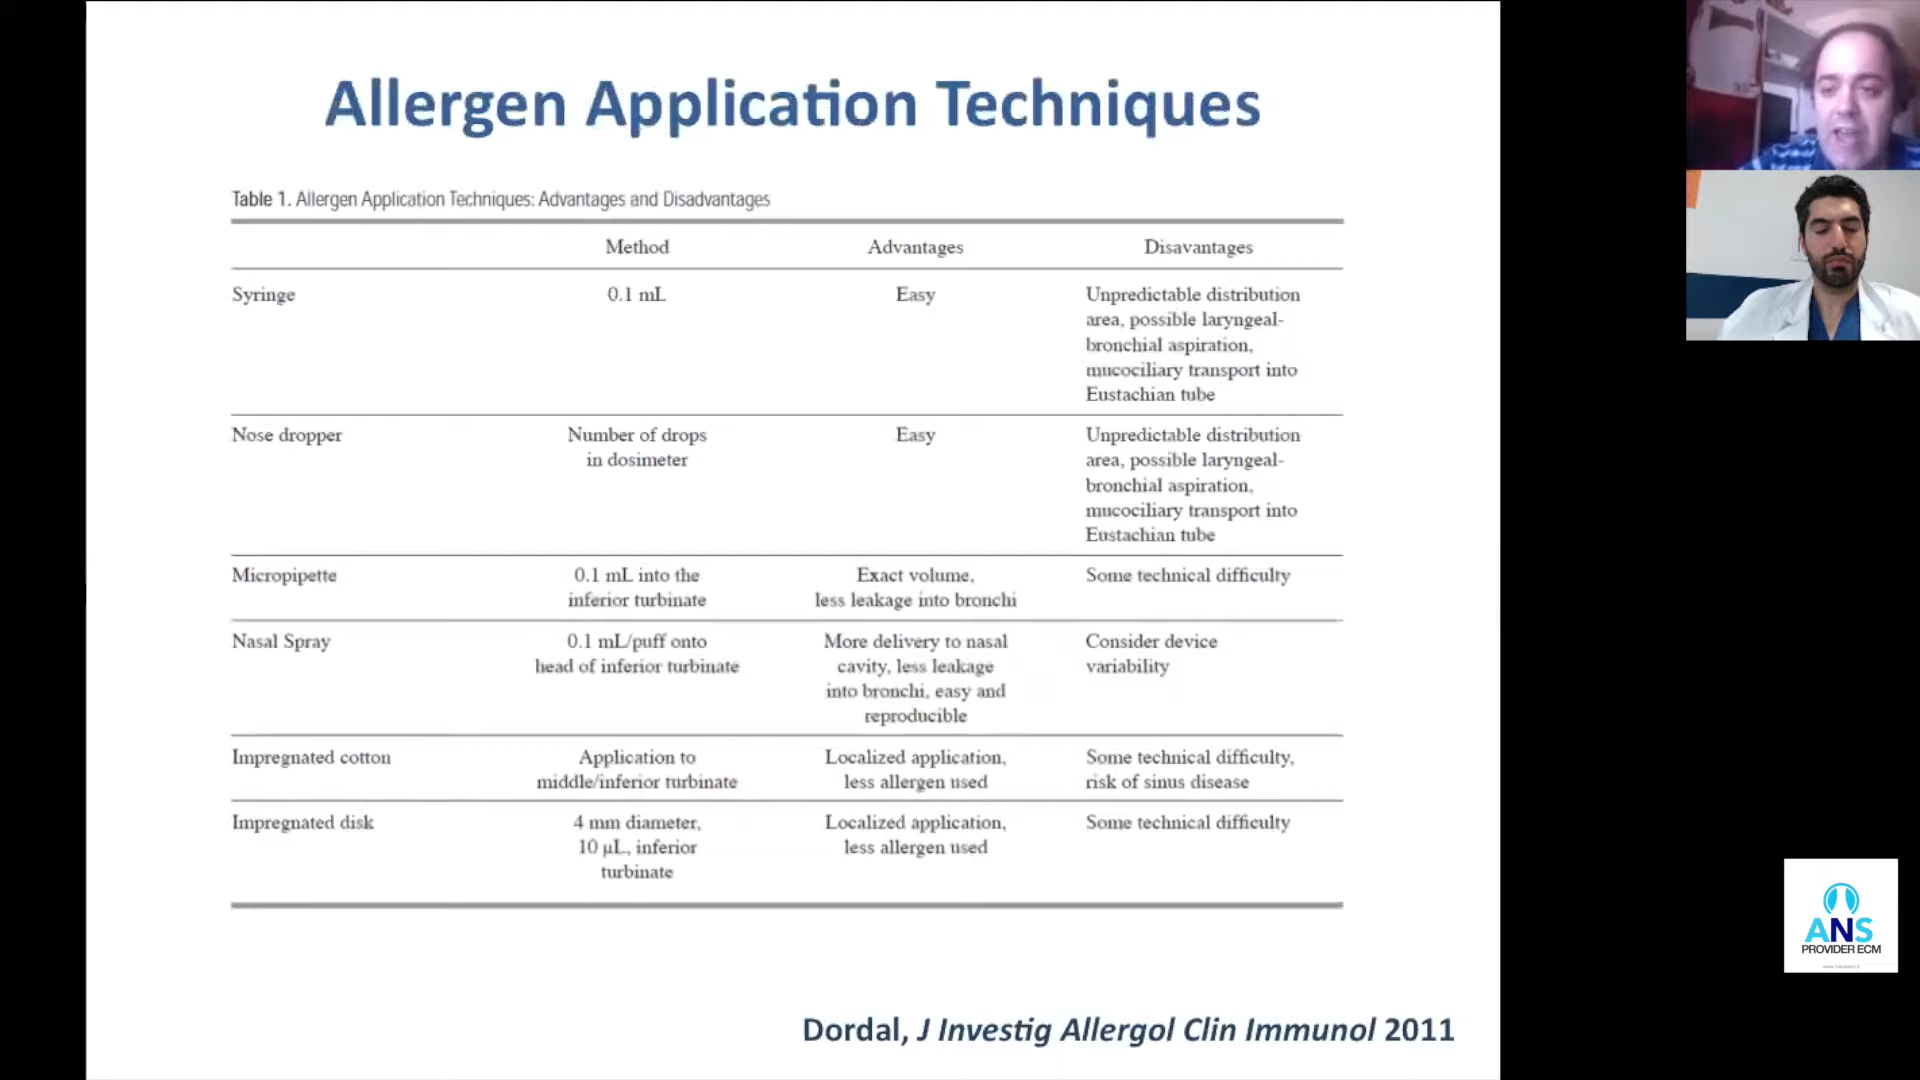 Allergen Application Techniques
Table 1. Allergen Application Techniques: Advantages and Disadvantages
Method Advantages Disavantages
Syringe 0.1 mL Easy Unpredictable distribution
area, possible laryngeal-
bronchial aspiration,
mucociliary transport into
Eustachian tube
Nose dropper Number of drops Easy Unpredictable distribution
in dosimeter area, possible laryngeal-
bronchial aspiration,
mucociliary transport into
Eustachian tube
Micropipette 0.1 mL into the Exact volume, Some technical difficulty
inferior turbinate less leakage into bronchi
Nasal Spray 0.1 mL/puff onto More delivery to nasal Consider device
head of inferior turbinate cavity, less leakage variability
into bronchi, easy and
reproducible
Impregnated cotton Application to Localized application, Some technical difficulty,
middle/inferior turbinate less allergen used risk of sinus disease
Impregnated disk 4 mm diameter, Localized application, Some technical difficulty
10 µL, inferior less allergen used
turbinate
Dordal, J Investig Allergol Clin Immunol 2011
ANS
PROVIDER ECM